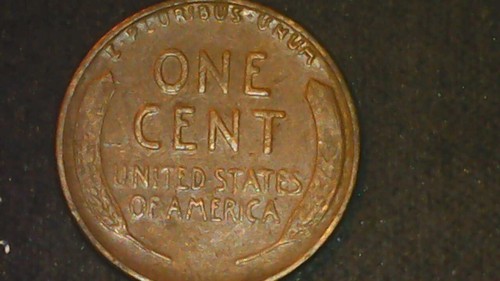 E·PLURIBUS·UNUM
ONE
CENT
UNITED·STATES
OF·AMERICA